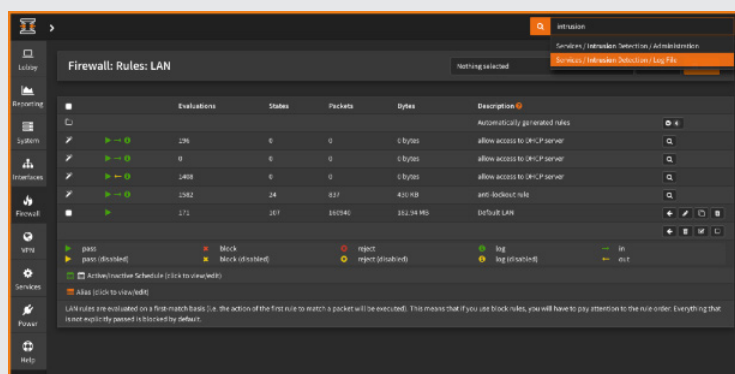 intrusion
Services / Intrusion Detection / Administration
Services / Intrusion Detection / Log File
Firewall: Rules: LAN
Nothing selected
Lobby
Reporting
System
Interfaces
Firewall
VPN
Services
Power
Help
Evaluations States Packets Bytes Description
Automatically generated rules
196 0 0 0 bytes allow access to DHCP server
0 0 0 0 bytes allow access to DHCP server
1408 0 0 0 bytes allow access to DHCP server
1582 24 837 430 KB anti-lockout rule
171 107 160940 162.94 MB Default LAN
pass block reject log in
pass (disabled) block (disabled) reject (disabled) log (disabled) out
Active/Inactive Schedule (click to view/edit)
Alias (click to view/edit)
LAN rules are evaluated on a first-match basis (i.e. the action of the first rule to match a packet will be executed). This means that if you use block rules, you will have to pay attention to the rule order. Everything that
is not explicitly passed is blocked by default.